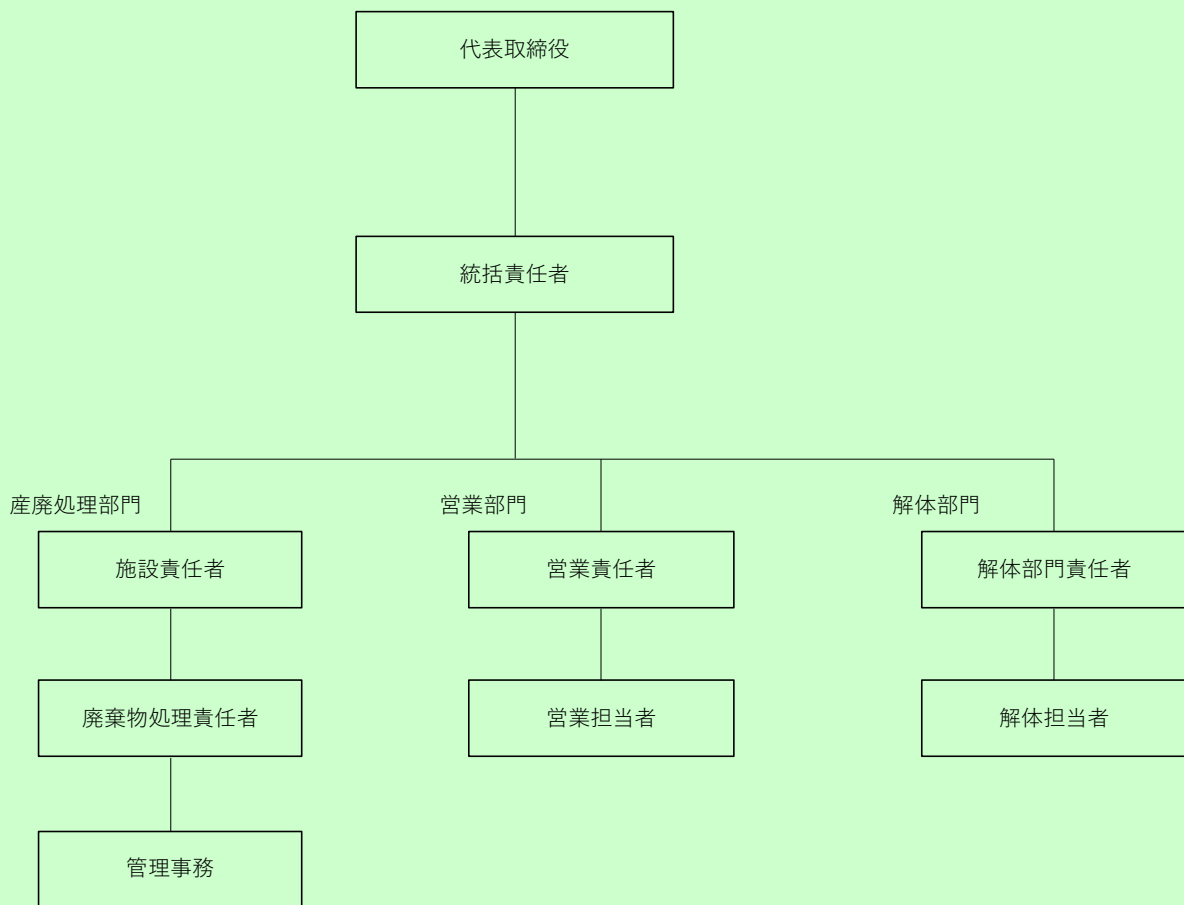 代表取締役
統括責任者
産廃処理部門
営業部門
解体部門
施設責任者
営業責任者
解体部門責任者
廃棄物処理責任者
営業担当者
解体担当者
管理事務